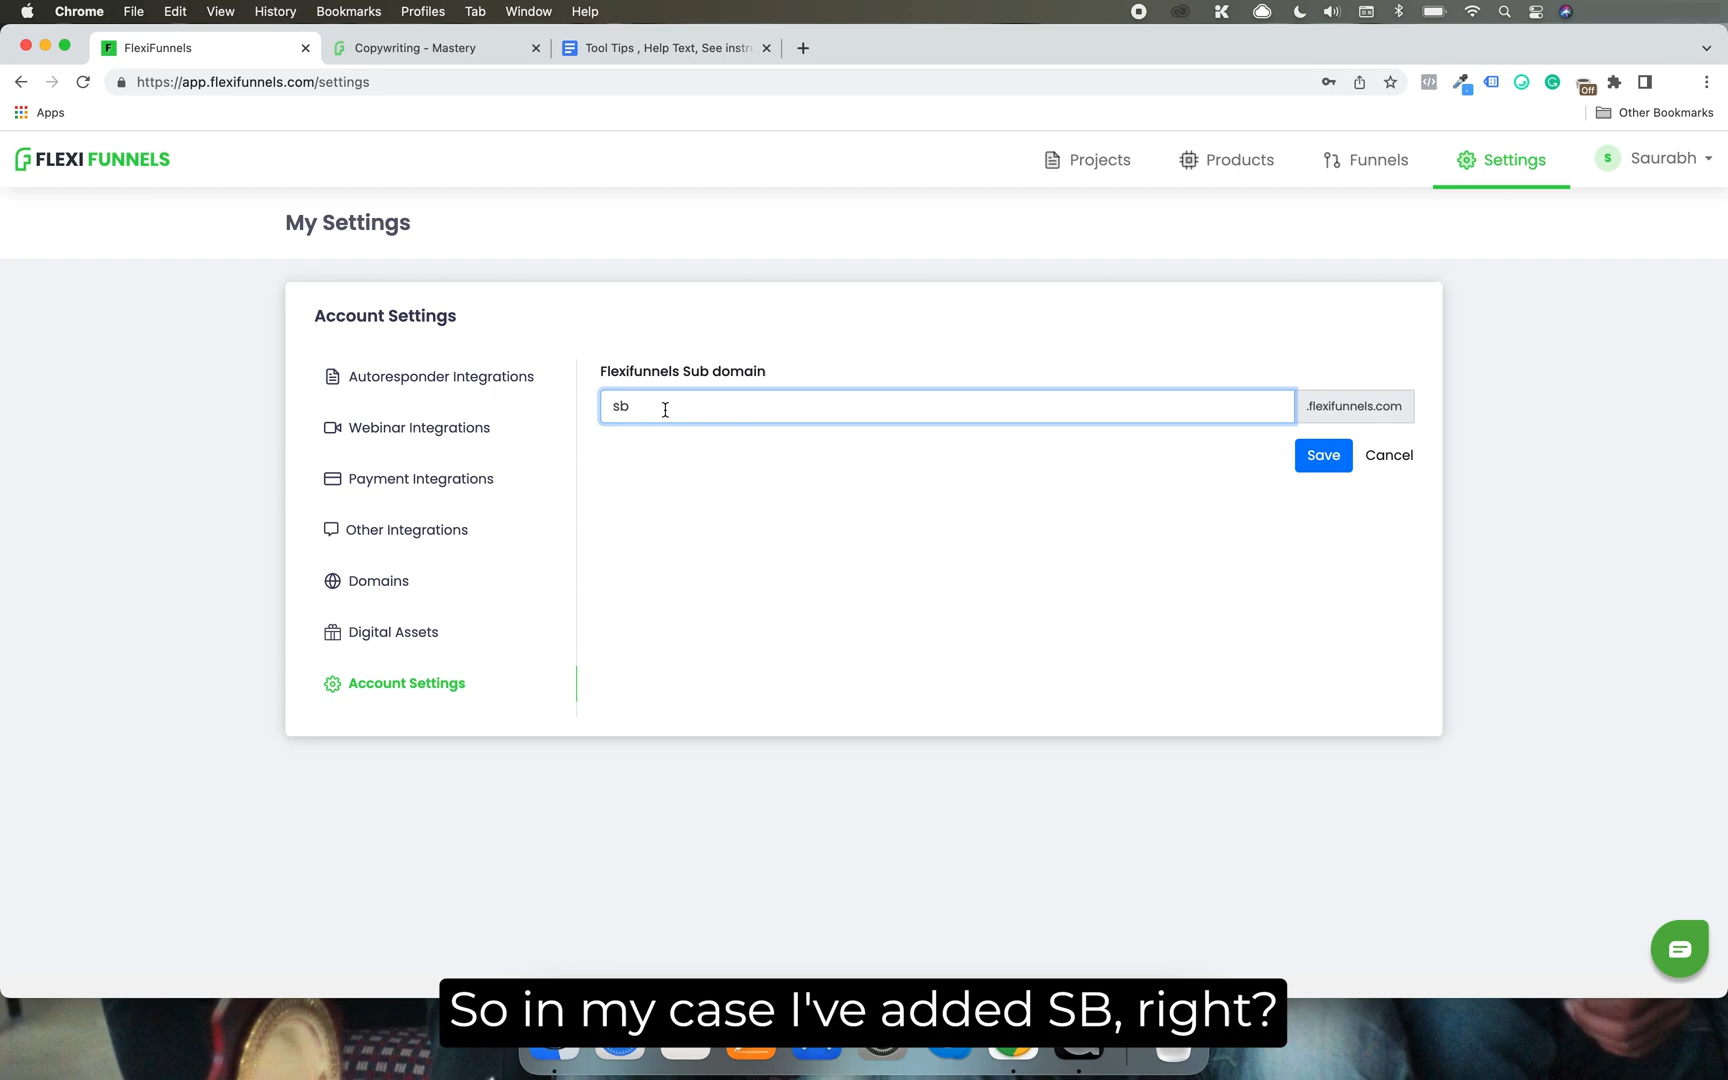 Chrome File Edit View History Bookmarks Profiles Tab Window Help
FlexiFunnels
Copywriting - Mastery
Tool Tips , Help Text, See instr
https://app.flexifunnels.com/settings
Off
Apps
Other Bookmarks
FLEXI FUNNELS
Projects
Products
Funnels
Settings
S
Saurabh
My Settings
Account Settings
Autoresponder Integrations
Webinar Integrations
Payment Integrations
Other Integrations
Domains
Digital Assets
Account Settings
Flexifunnels Sub domain
sb
.flexifunnels.com
Save
Cancel
So in my case I've added SB, right?